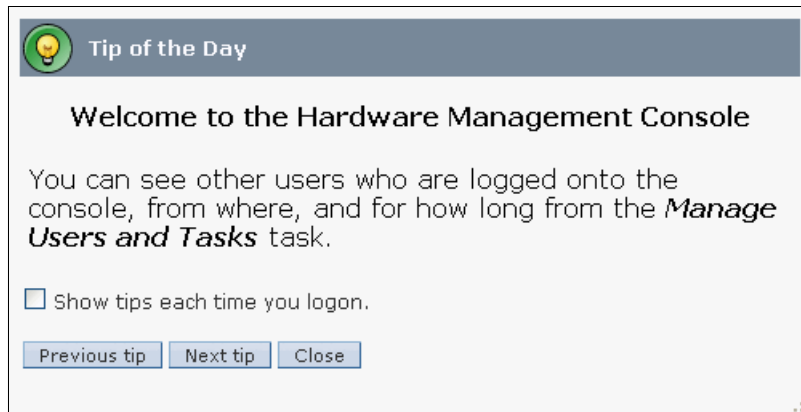 Tip of the Day
Welcome to the Hardware Management Console
You can see other users who are logged onto the
console, from where, and for how long from the Manage
Users and Tasks task.
Show tips each time you logon.
Previous tip Next tip Close